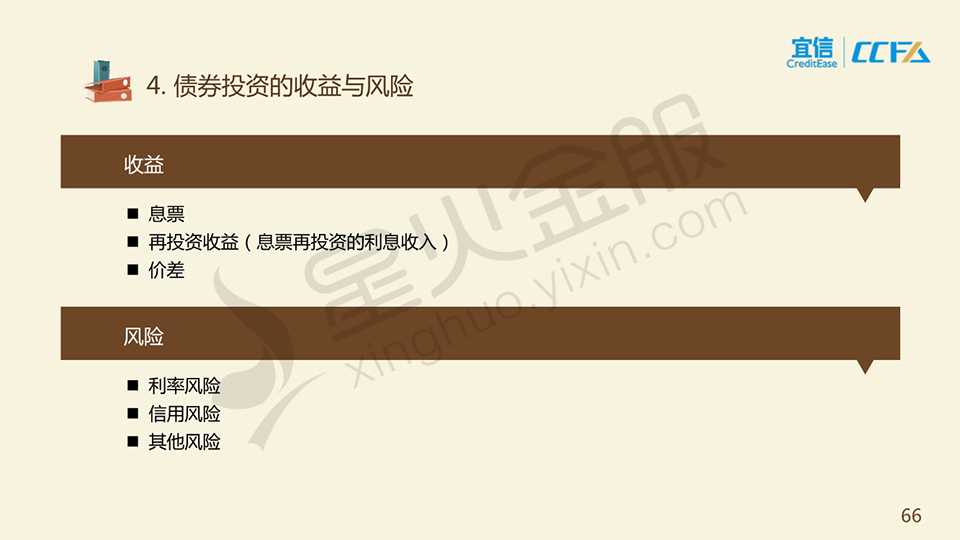 宜信
CreditEase
CCFA
4. 债券投资的收益与风险
收益
■ 息票
■ 再投资收益（息票再投资的利息收入）
■ 价差
风险
■ 利率风险
■ 信用风险
■ 其他风险
星火金服
xinghuo.yixin.com
66